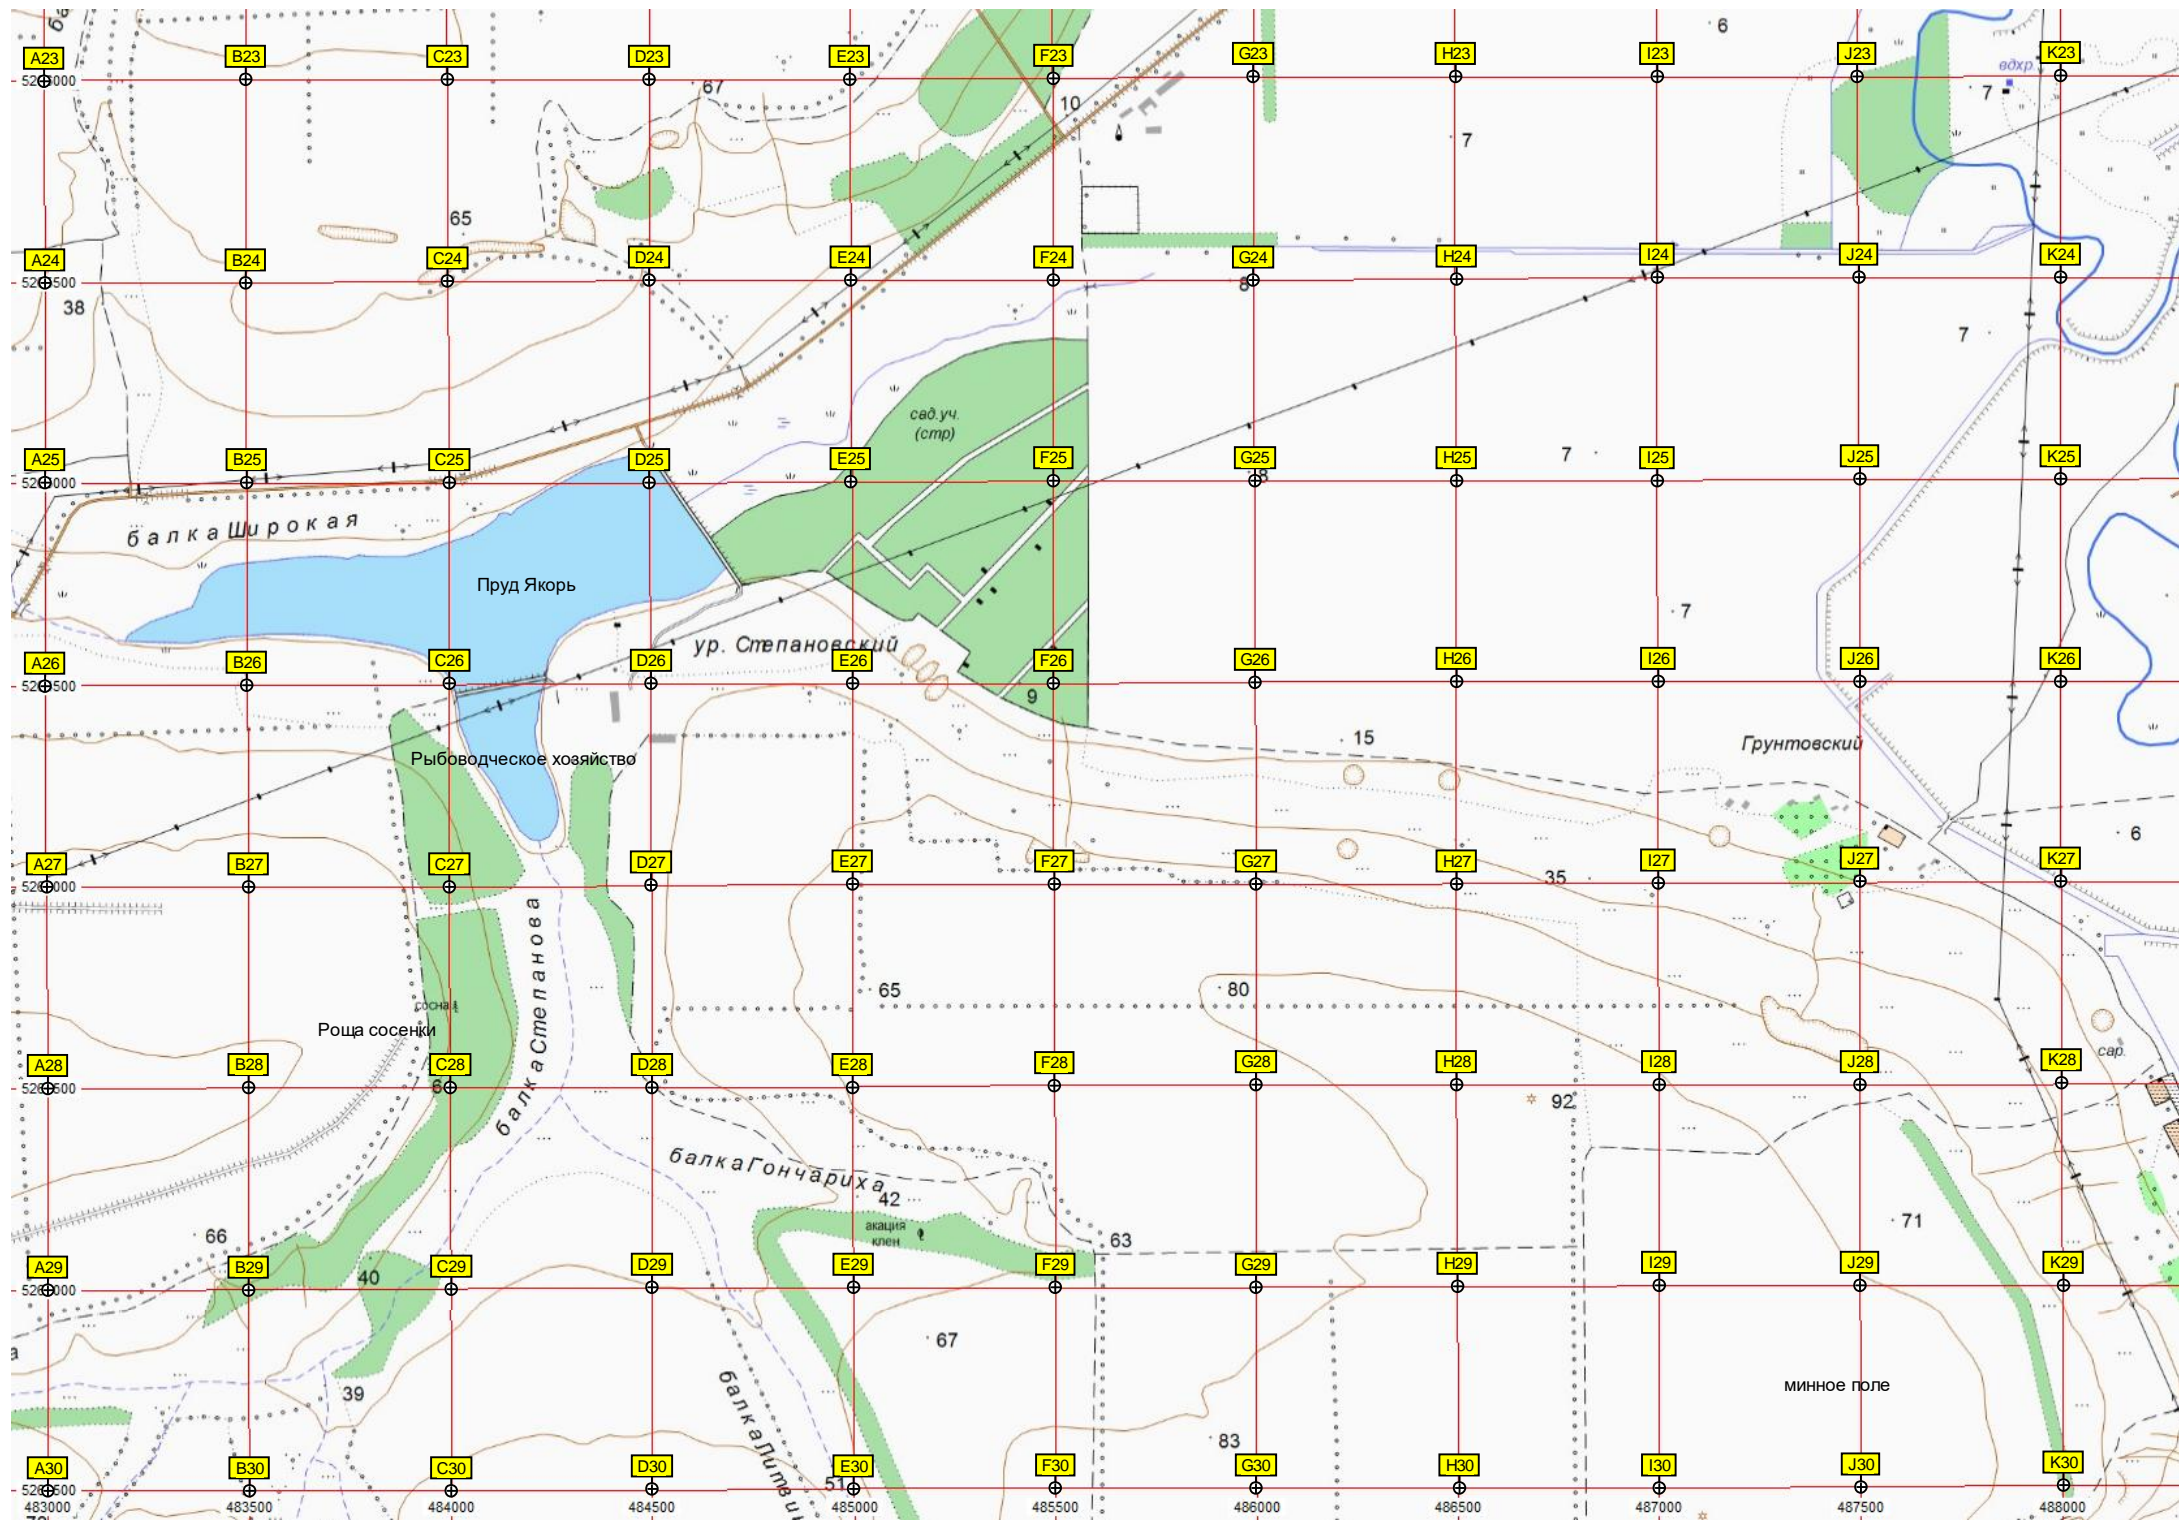 6
A23 B23 C23 D23 E23 F23 G23 H23 I23 J23 K23
вдхр.
67
7
10
7
65
A24 B24 C24 D24 E24 F24 G24 H24 I24 J24 K24
38
8
7
сад.уч.
(стр)
A25 B25 C25 D25 E25 F25 G25 H25 I25 J25 K25
7
8
балка Широкая
Пруд Якорь
7
ур. Степановский
A26 B26 C26 D26 E26 F26 G26 H26 I26 J26 K26
9
15
Грунтовский
Рыбоводческое хозяйство
6
A27 B27 C27 D27 E27 F27 G27 H27 I27 J27 K27
35
балка Степанова
65
80
сосна
Роща сосенки
сар.
A28 B28 C28 D28 E28 F28 G28 H28 I28 J28 K28
92
балка Гончариха
42
акация
клен
71
66
63
40
A29 B29 C29 D29 E29 F29 G29 H29 I29 J29 K29
67
39
минное поле
83
A30 B30 C30 D30 E30 F30 G30 H30 I30 J30 K30
51
483000 483500 484000 484500 485000 485500 486000 486500 487000 487500 488000